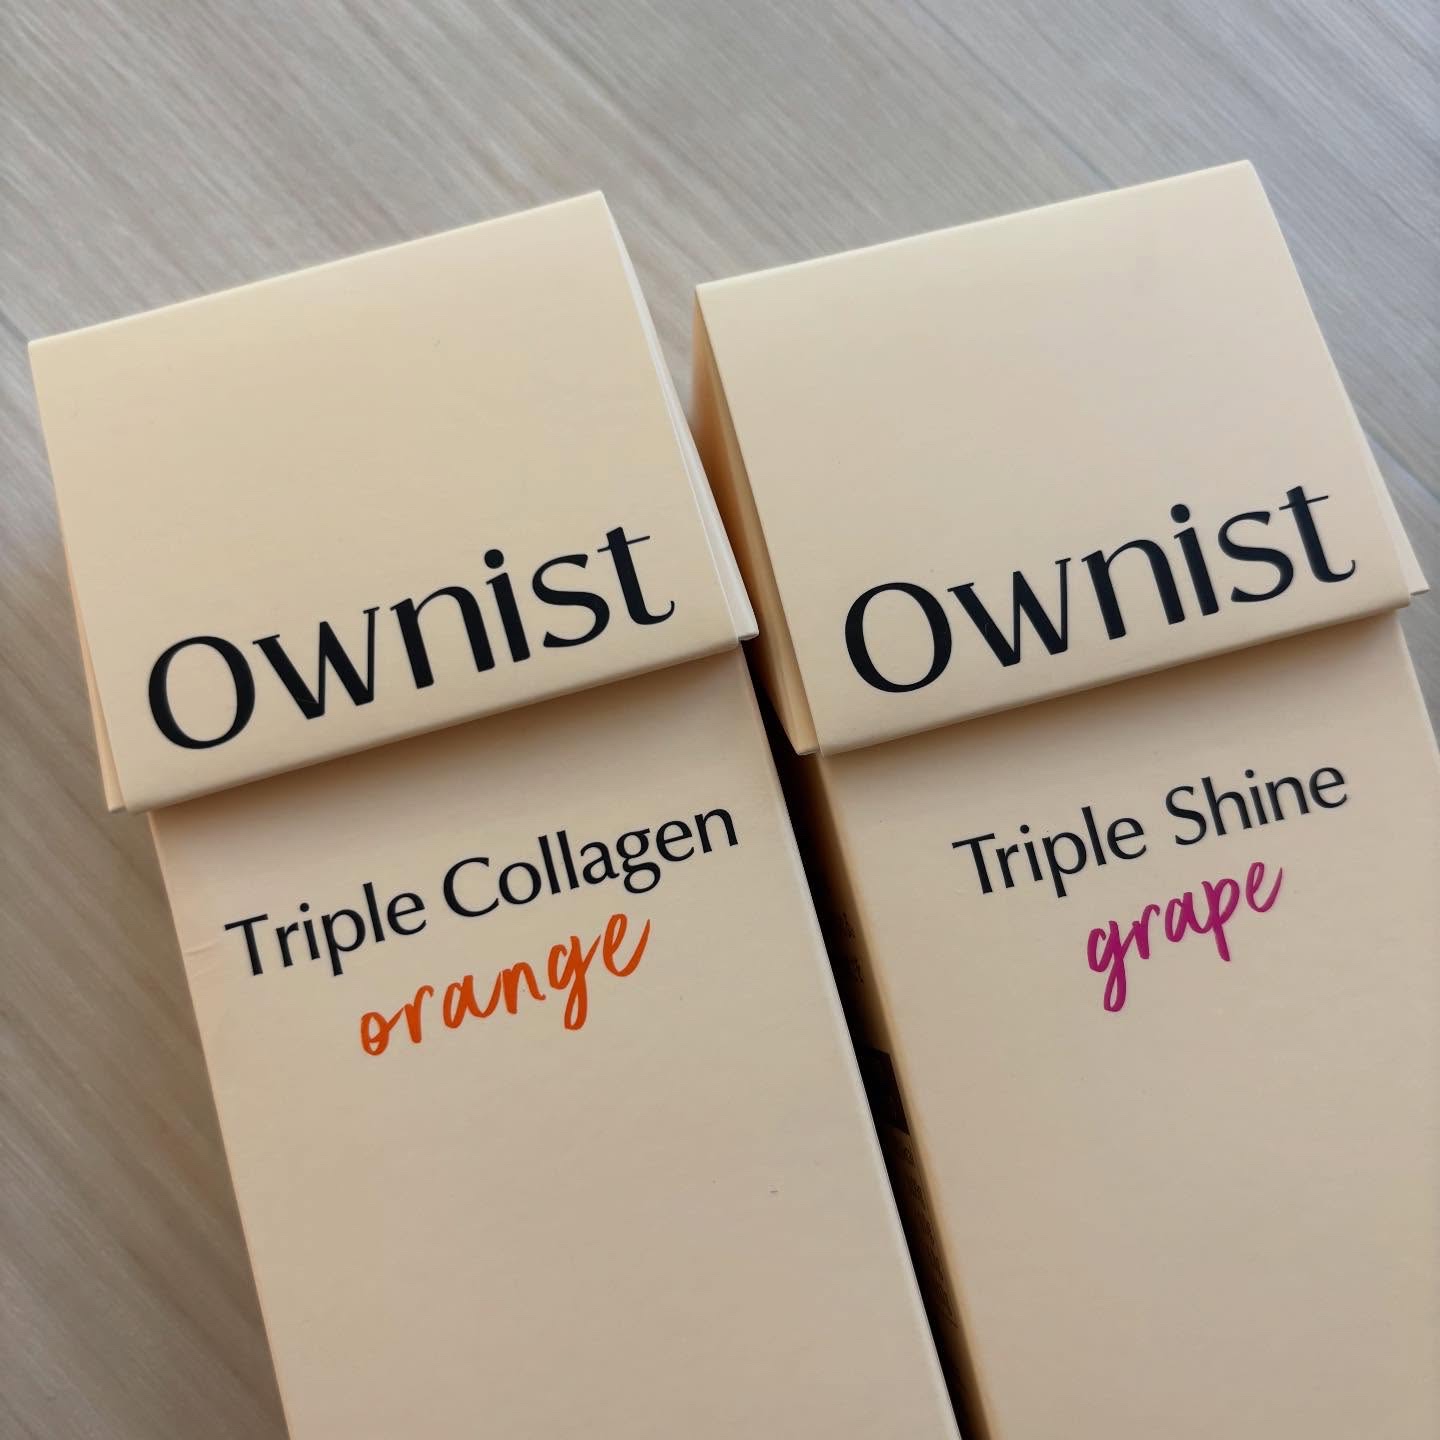 Ownist
Triple Collagen
orange
Ownist
Triple Shine
grape